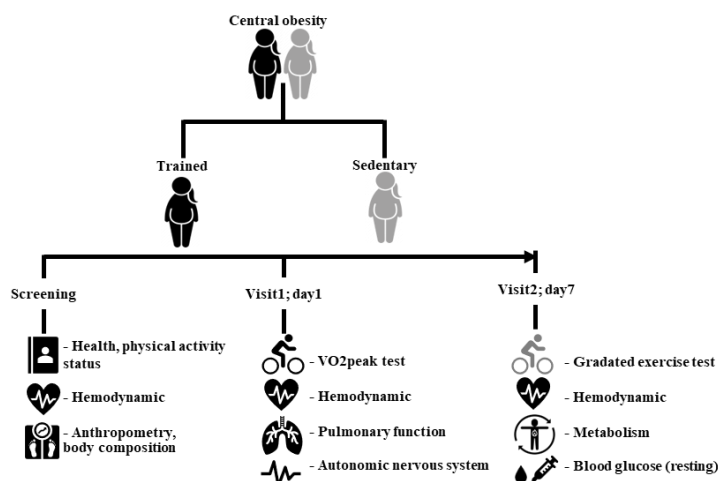 Central obesity
Trained
Sedentary
Screening
Visit1; day1
Visit2; day7
- Health, physical activity
status
- Hemodynamic
- Anthropometry,
body composition
- VO2peak test
- Hemodynamic
- Pulmonary function
- Autonomic nervous system
- Gradated exercise test
- Hemodynamic
- Metabolism
- Blood glucose (resting)